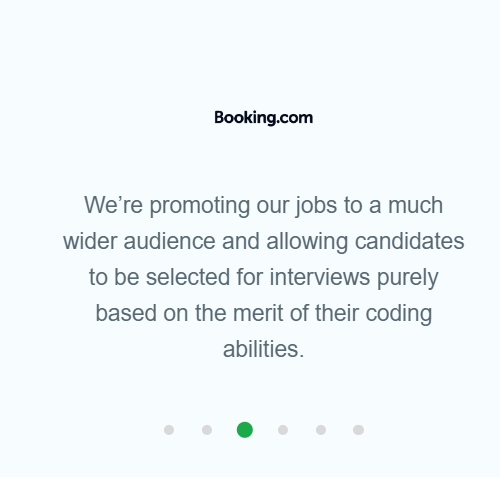 Booking.com
We’re promoting our jobs to a much
wider audience and allowing candidates
to be selected for interviews purely
based on the merit of their coding
abilities.